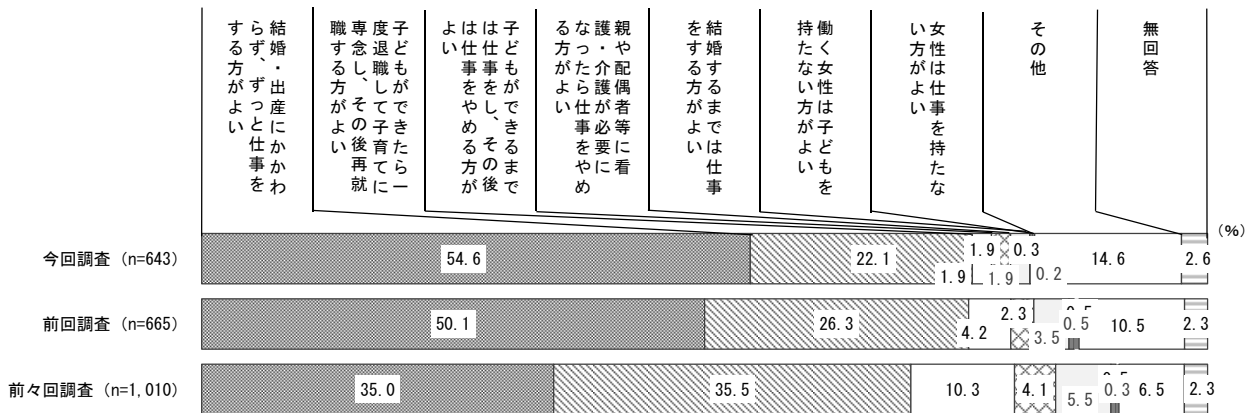 結婚・出産にかかわ
らず、ずっと仕事を
する方がよい
子どもができたら一
度退職して子育てに
専念し、その後再就
職する方がよい
子どもができるまで
は仕事をし、その後
は仕事をやめる方が
よい
親や配偶者等に看
護・介護が必要に
なったら仕事をやめ
る方がよい
結婚するまでは仕事
をする方がよい
働く女性は子どもを
持たない方がよい
女性は仕事を持たな
い方がよい
その他
無回答
(%)
今回調査 (n=643)
54.6
22.1
1.9
1.9
1.9
0.3
0.2
14.6
2.6
前回調査 (n=665)
50.1
26.3
4.2
2.3
3.5
0.5
10.5
2.3
前々回調査 (n=1,010)
35.0
35.5
10.3
4.1
5.5
0.3
6.5
2.3